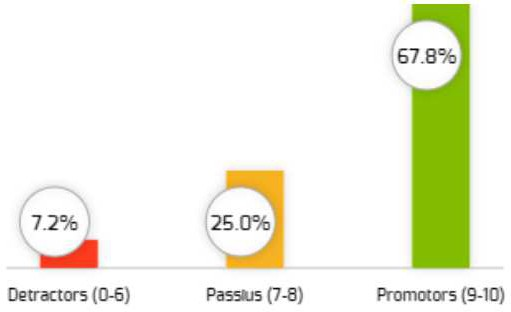 67.8%
7.2%
25.0%
Detractors (0-6)
Passius (7-8)
Promotors (9-10)